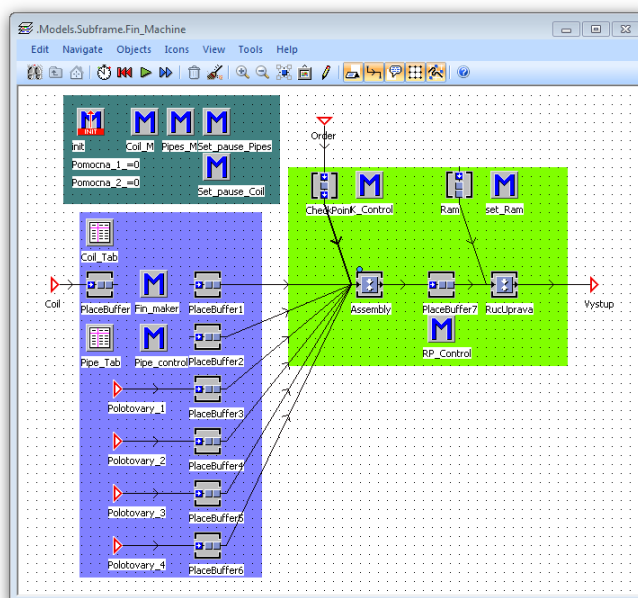 .Models.Subframe.Fin_Machine
Edit Navigate Objects Icons View Tools Help
Order
INIT
init Coil_M Pipes_M Set_pause_Pipes
Pomocna_1_=0
Pomocna_2_=0
Set_pause_Coil
CheckPoint K_Control Ram set_Ram
Coil_Tab
Coil PlaceBuffer Fin_maker PlaceBuffer1 Assembly PlaceBuffer7 RucUprava Vystup
Pipe_Tab Pipe_control PlaceBuffer2 RP_Control
Polotovary_1 PlaceBuffer3
Polotovary_2 PlaceBuffer4
Polotovary_3 PlaceBuffer5
Polotovary_4 PlaceBuffer6